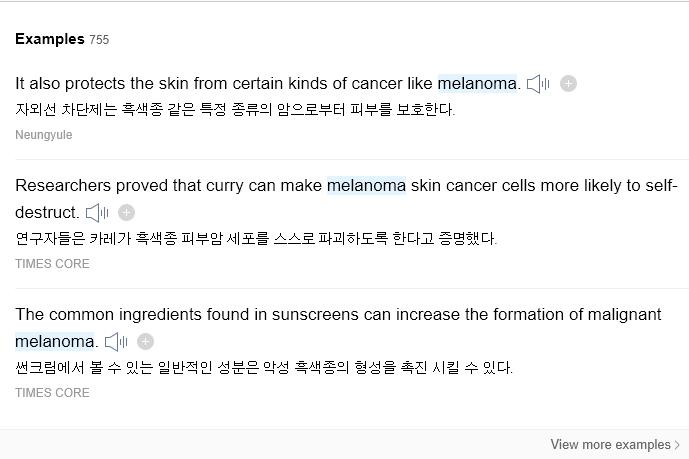 Examples 755
It also protects the skin from certain kinds of cancer like melanoma.
자외선 차단제는 흑색종 같은 특정 종류의 암으로부터 피부를 보호한다.
Neungyule
Researchers proved that curry can make melanoma skin cancer cells more likely to self-
destruct.
연구자들은 카레가 흑색종 피부암 세포를 스스로 파괴하도록 한다고 증명했다.
TIMES CORE
The common ingredients found in sunscreens can increase the formation of malignant
melanoma.
썬크림에서 볼 수 있는 일반적인 성분은 악성 흑색종의 형성을 촉진 시킬 수 있다.
TIMES CORE
View more examples